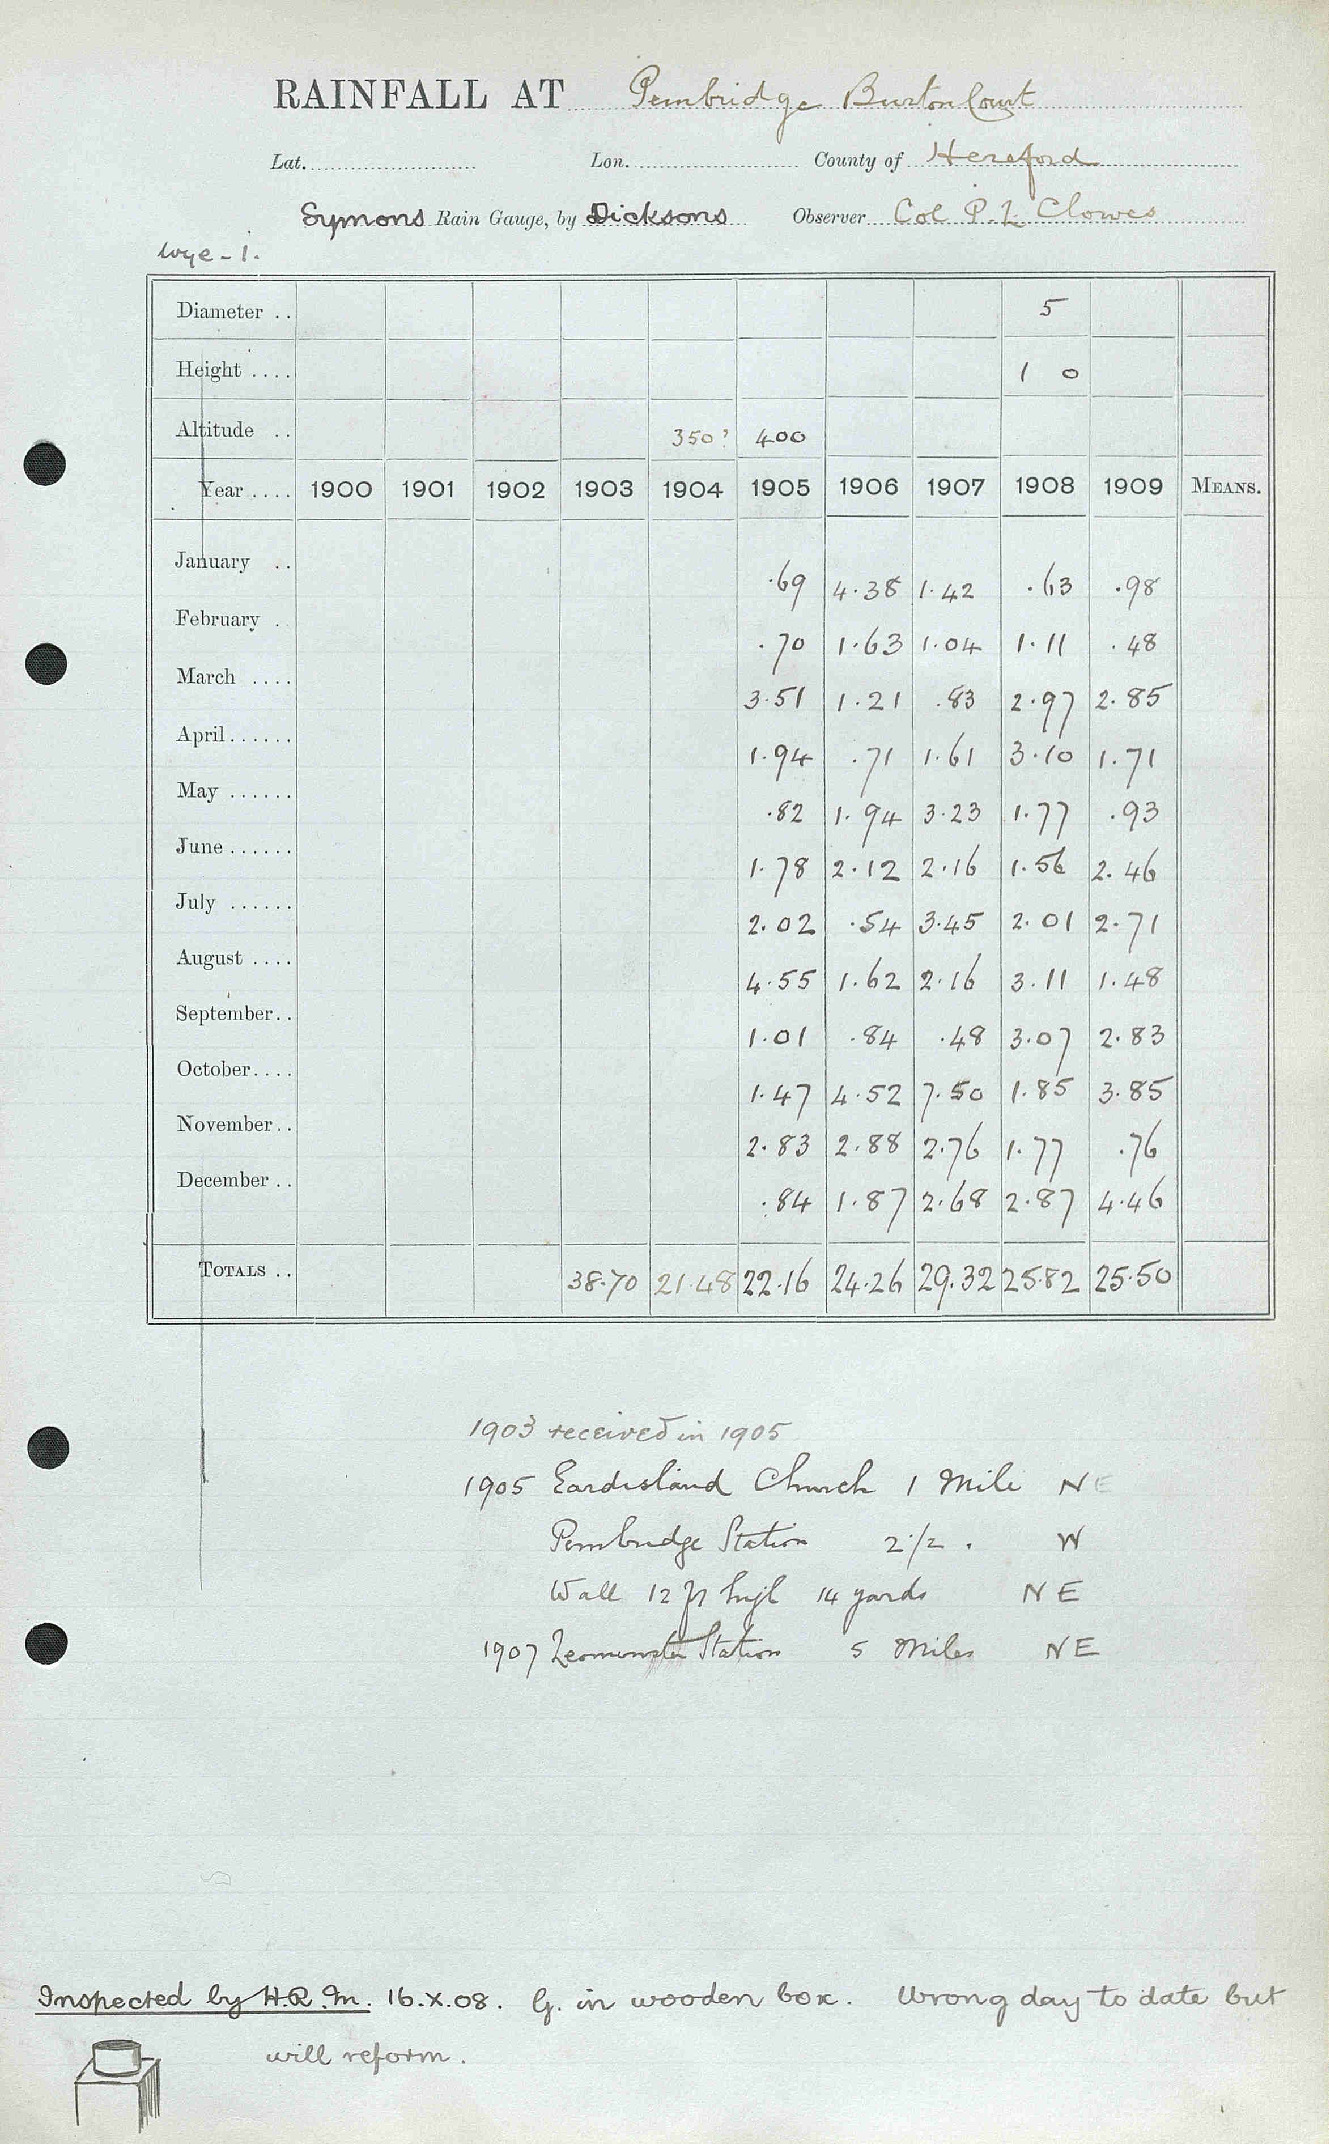 RAINFALL AT Pembridge Burton Court
Lat. Lon. County of Hereford
Symons Rain Gauge, by Dicksons Observer Col P. L Clowes
Wye - 1.
Diameter .. 5
Height .... 1 0
Altitude .. 350? 400
Year .... 1900 1901 1902 1903 1904 1905 1906 1907 1908 1909 MEANS.
January .. .69 4.38 1.42 .63 .98
February . .70 1.63 1.04 1.11 .48
March .... 3.51 1.21 .83 2.97 2.85
April...... 1.94 .71 1.61 3.10 1.71
May ...... .82 1.94 3.23 1.77 .93
June...... 1.78 2.12 2.16 1.56 2.46
July ...... 2.02 .54 3.45 2.01 2.71
August .... 4.55 1.62 2.16 3.11 1.48
September.. 1.01 .84 .48 3.07 2.83
October.... 1.47 4.52 7.50 1.85 3.85
November.. 2.83 2.88 2.76 1.77 .76
December .. .84 1.87 2.68 2.87 4.46
TOTALS .. 38.70 21.48 22.16 24.26 29.32 25.82 25.50
1903 received in 1905
1905 Eardisland Church 1 Mile NE
Pembridge Station 2 1/2 . W
Wall 12 ft high 14 yards NE
1907 Leominster Station 5 Miles NE
Inspected by H.R.M. 16.X.08. G. in wooden box. Wrong day to date but
will reform.